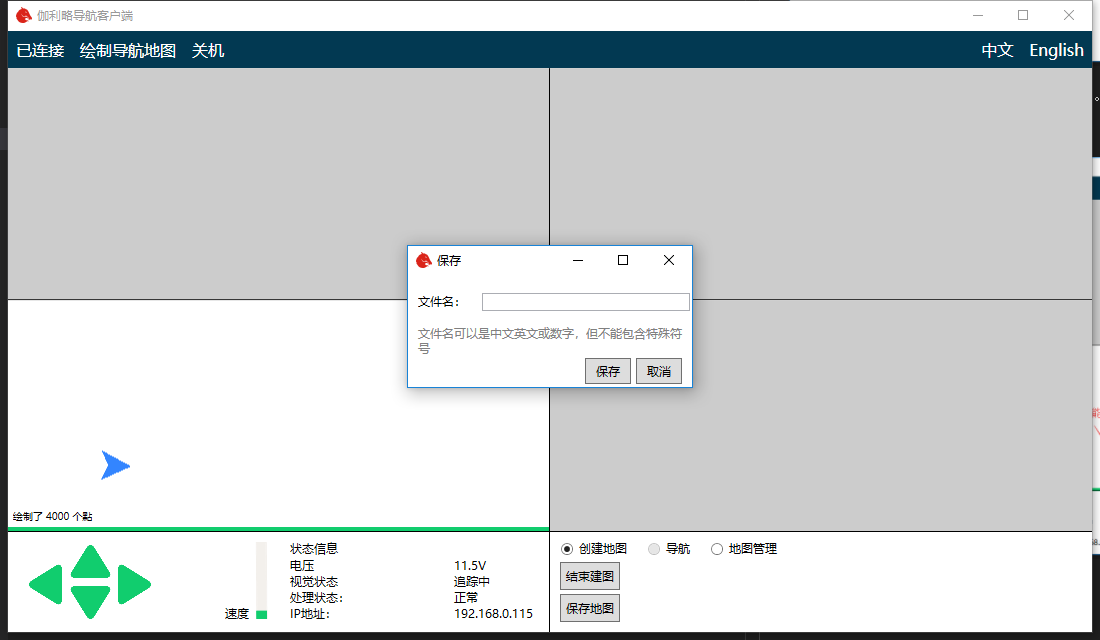 伽利略导航客户端
已连接 绘制导航地图 关机 中文 English
保存
文件名：
文件名可以是中文英文或数字，但不能包含特殊符
号
保存 取消
绘制了 4000 个點
速度
状态信息
电压 11.5V
视觉状态 追踪中
处理状态： 正常
IP地址： 192.168.0.115
创建地图 导航 地图管理
结束建图
保存地图